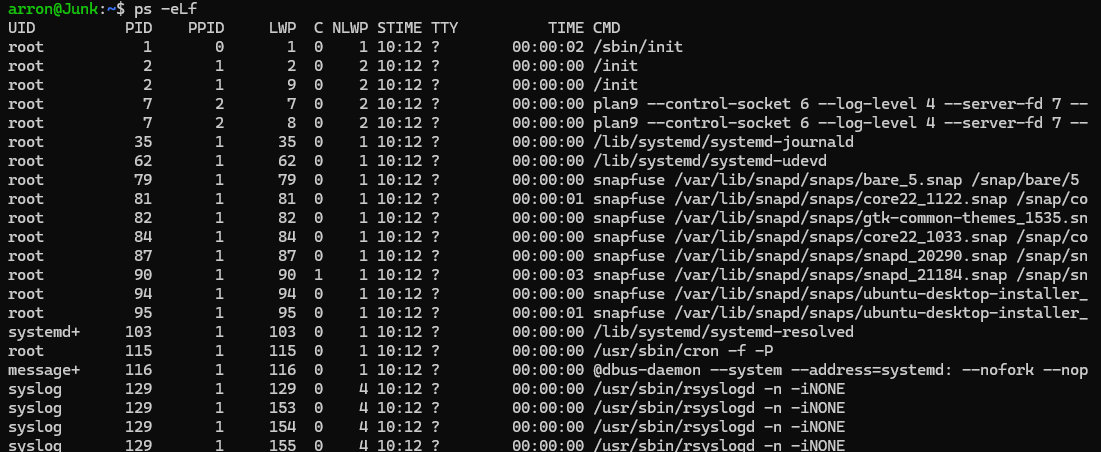 arron@Junk:~$ ps -eLf
UID          PID    PPID     LWP  C NLWP STIME TTY          TIME CMD
root           1       0       1  0    1 10:12 ?        00:00:02 /sbin/init
root           2       1       2  0    2 10:12 ?        00:00:00 /init
root           2       1       9  0    2 10:12 ?        00:00:00 /init
root           7       2       7  0    2 10:12 ?        00:00:00 plan9 --control-socket 6 --log-level 4 --server-fd 7 --
root           7       2       8  0    2 10:12 ?        00:00:00 plan9 --control-socket 6 --log-level 4 --server-fd 7 --
root          35       1      35  0    1 10:12 ?        00:00:00 /lib/systemd/systemd-journald
root          62       1      62  0    1 10:12 ?        00:00:00 /lib/systemd/systemd-udevd
root          79       1      79  0    1 10:12 ?        00:00:00 snapfuse /var/lib/snapd/snaps/bare_5.snap /snap/bare/5
root          81       1      81  0    1 10:12 ?        00:00:01 snapfuse /var/lib/snapd/snaps/core22_1122.snap /snap/co
root          82       1      82  0    1 10:12 ?        00:00:00 snapfuse /var/lib/snapd/snaps/gtk-common-themes_1535.sn
root          84       1      84  0    1 10:12 ?        00:00:00 snapfuse /var/lib/snapd/snaps/core22_1033.snap /snap/co
root          87       1      87  0    1 10:12 ?        00:00:00 snapfuse /var/lib/snapd/snaps/snapd_20290.snap /snap/sn
root          90       1      90  1    1 10:12 ?        00:00:03 snapfuse /var/lib/snapd/snaps/snapd_21184.snap /snap/sn
root          94       1      94  0    1 10:12 ?        00:00:00 snapfuse /var/lib/snapd/snaps/ubuntu-desktop-installer_
root          95       1      95  0    1 10:12 ?        00:00:01 snapfuse /var/lib/snapd/snaps/ubuntu-desktop-installer_
systemd+     103       1     103  0    1 10:12 ?        00:00:00 /lib/systemd/systemd-resolved
root         115       1     115  0    1 10:12 ?        00:00:00 /usr/sbin/cron -f -P
message+     116       1     116  0    1 10:12 ?        00:00:00 @dbus-daemon --system --address=systemd: --nofork --nop
syslog       129       1     129  0    4 10:12 ?        00:00:00 /usr/sbin/rsyslogd -n -iNONE
syslog       129       1     153  0    4 10:12 ?        00:00:00 /usr/sbin/rsyslogd -n -iNONE
syslog       129       1     154  0    4 10:12 ?        00:00:00 /usr/sbin/rsyslogd -n -iNONE
syslog       129       1     155  0    4 10:12 ?        00:00:00 /usr/sbin/rsyslogd -n -iNONE